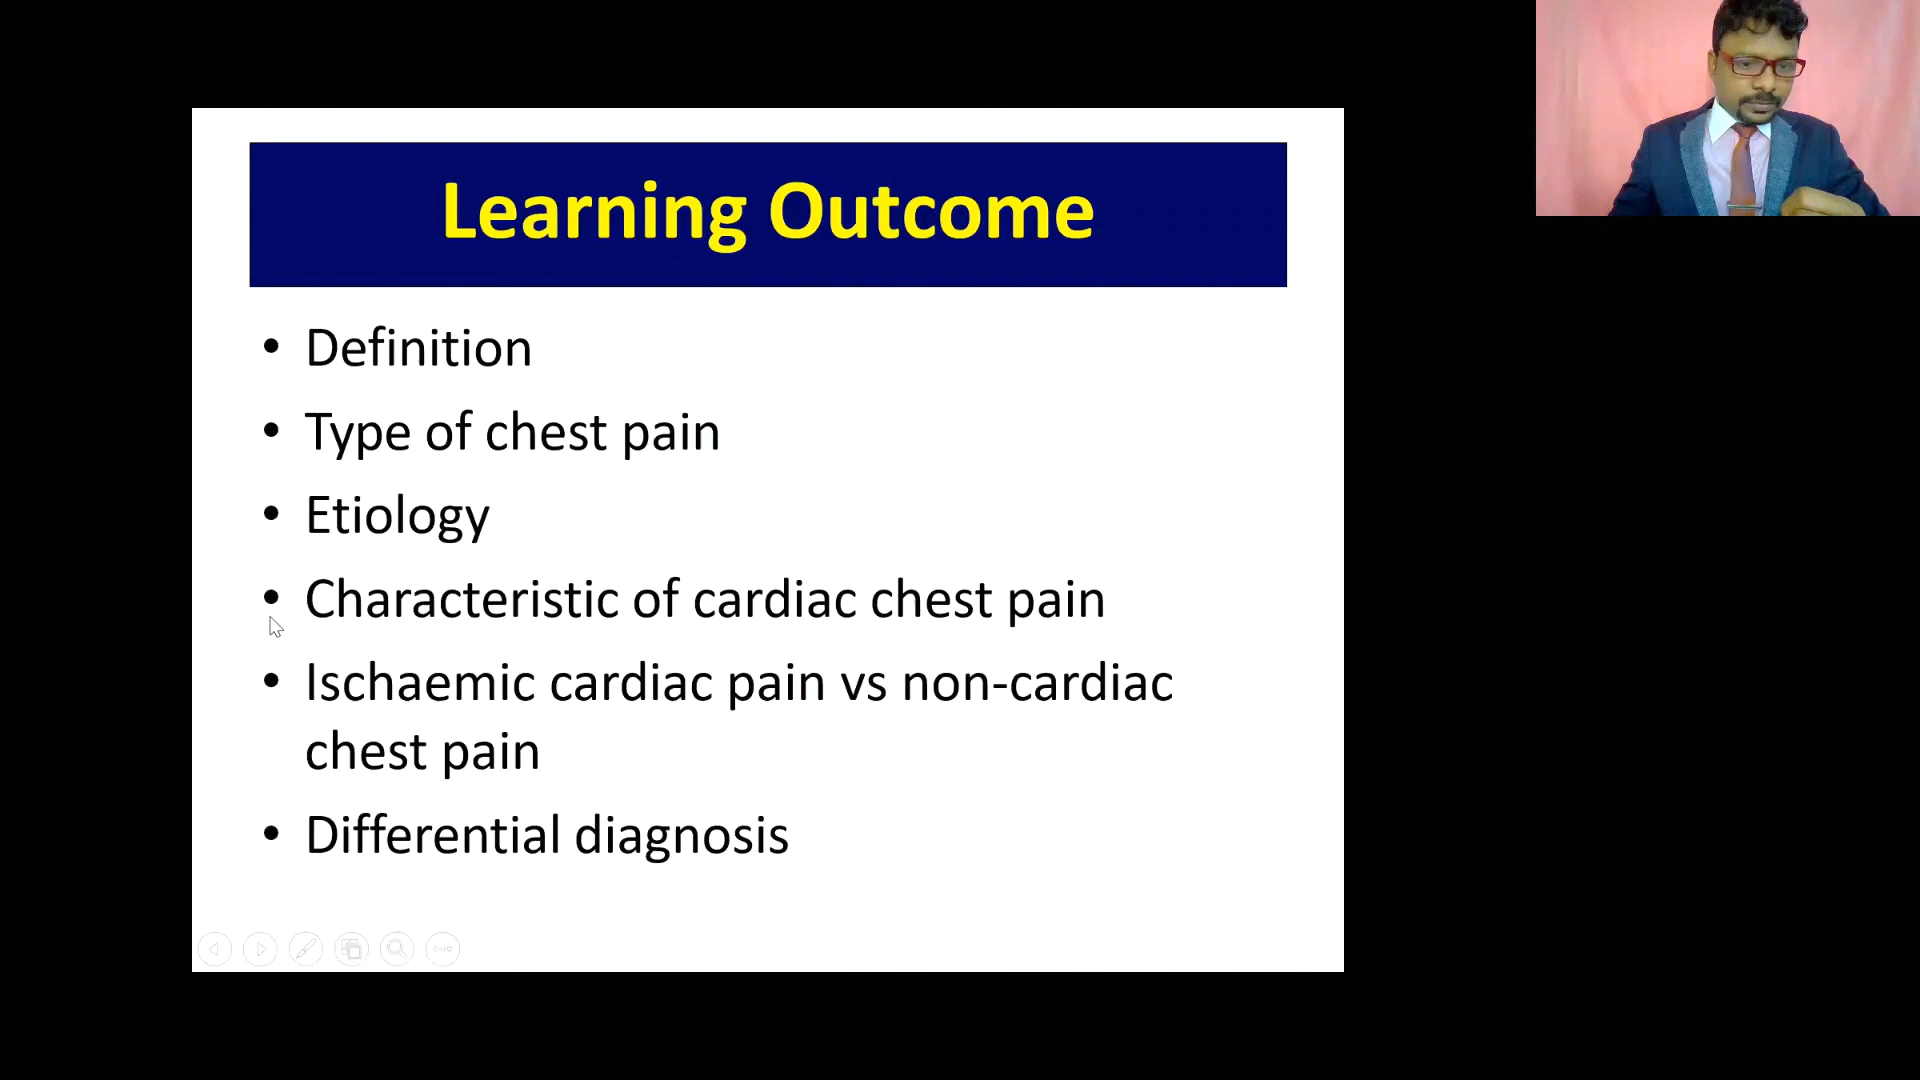 Learning Outcome
• Definition
• Type of chest pain
• Etiology
• Characteristic of cardiac chest pain
• Ischaemic cardiac pain vs non-cardiac
chest pain
• Differential diagnosis